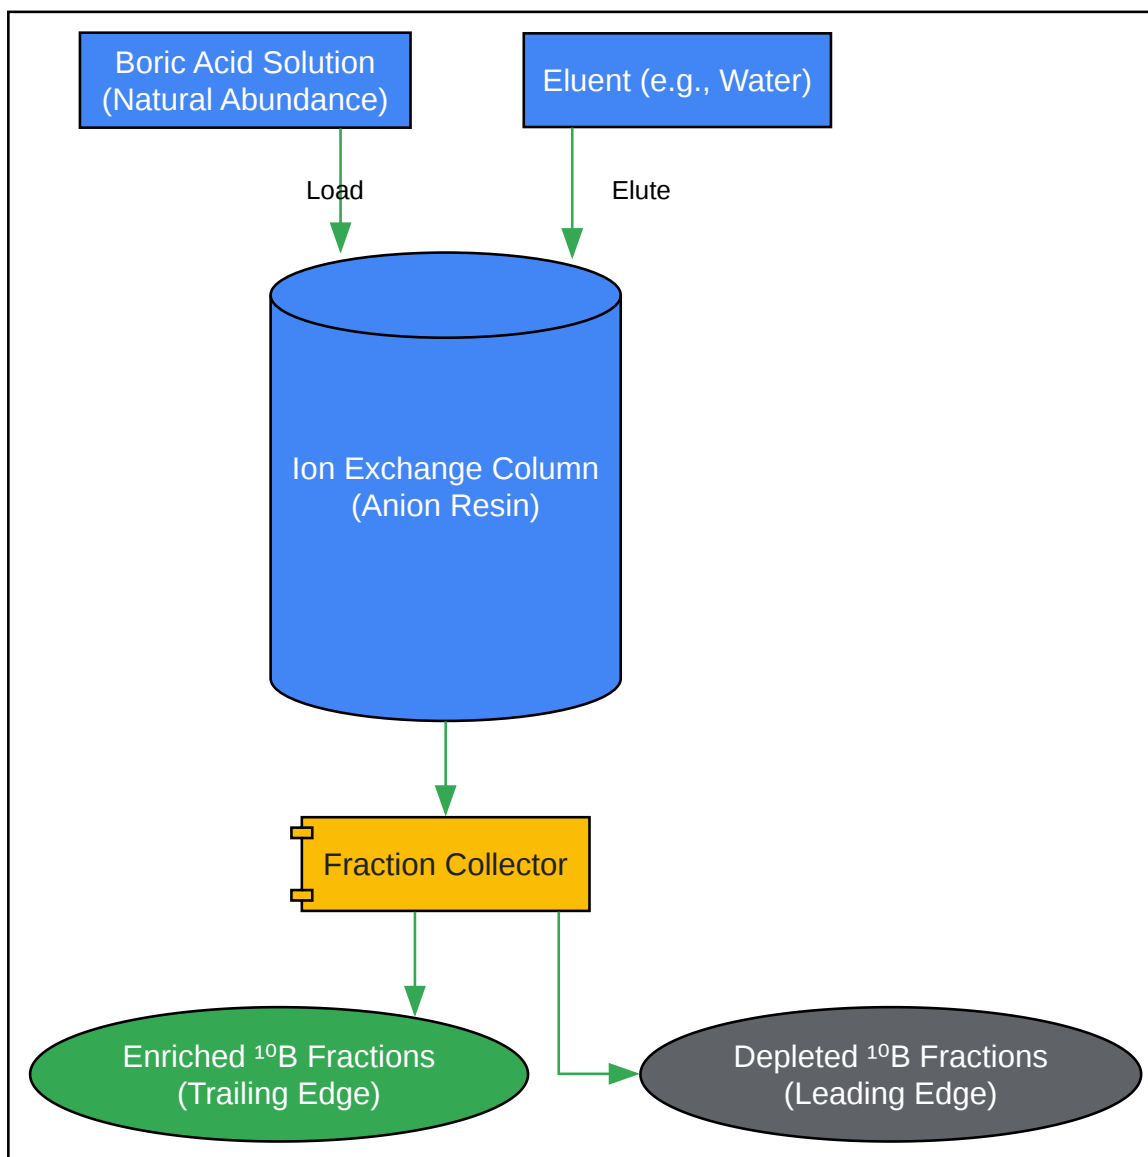 Boric Acid Solution
(Natural Abundance)
Eluent (e.g., Water)
Load
Elute
Ion Exchange Column
(Anion Resin)
Fraction Collector
Enriched ¹⁰B Fractions
(Trailing Edge)
Depleted ¹⁰B Fractions
(Leading Edge)